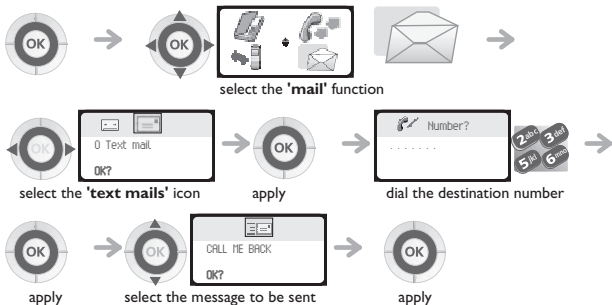 OK
OK
select the 'mail' function
OK
0 Text mail
OK?
OK
Number?
.......
2abc 3def
5jkl 6mno
select the 'text mails' icon
apply
dial the destination number
OK
OK
CALL ME BACK
OK?
OK
apply
select the message to be sent
apply